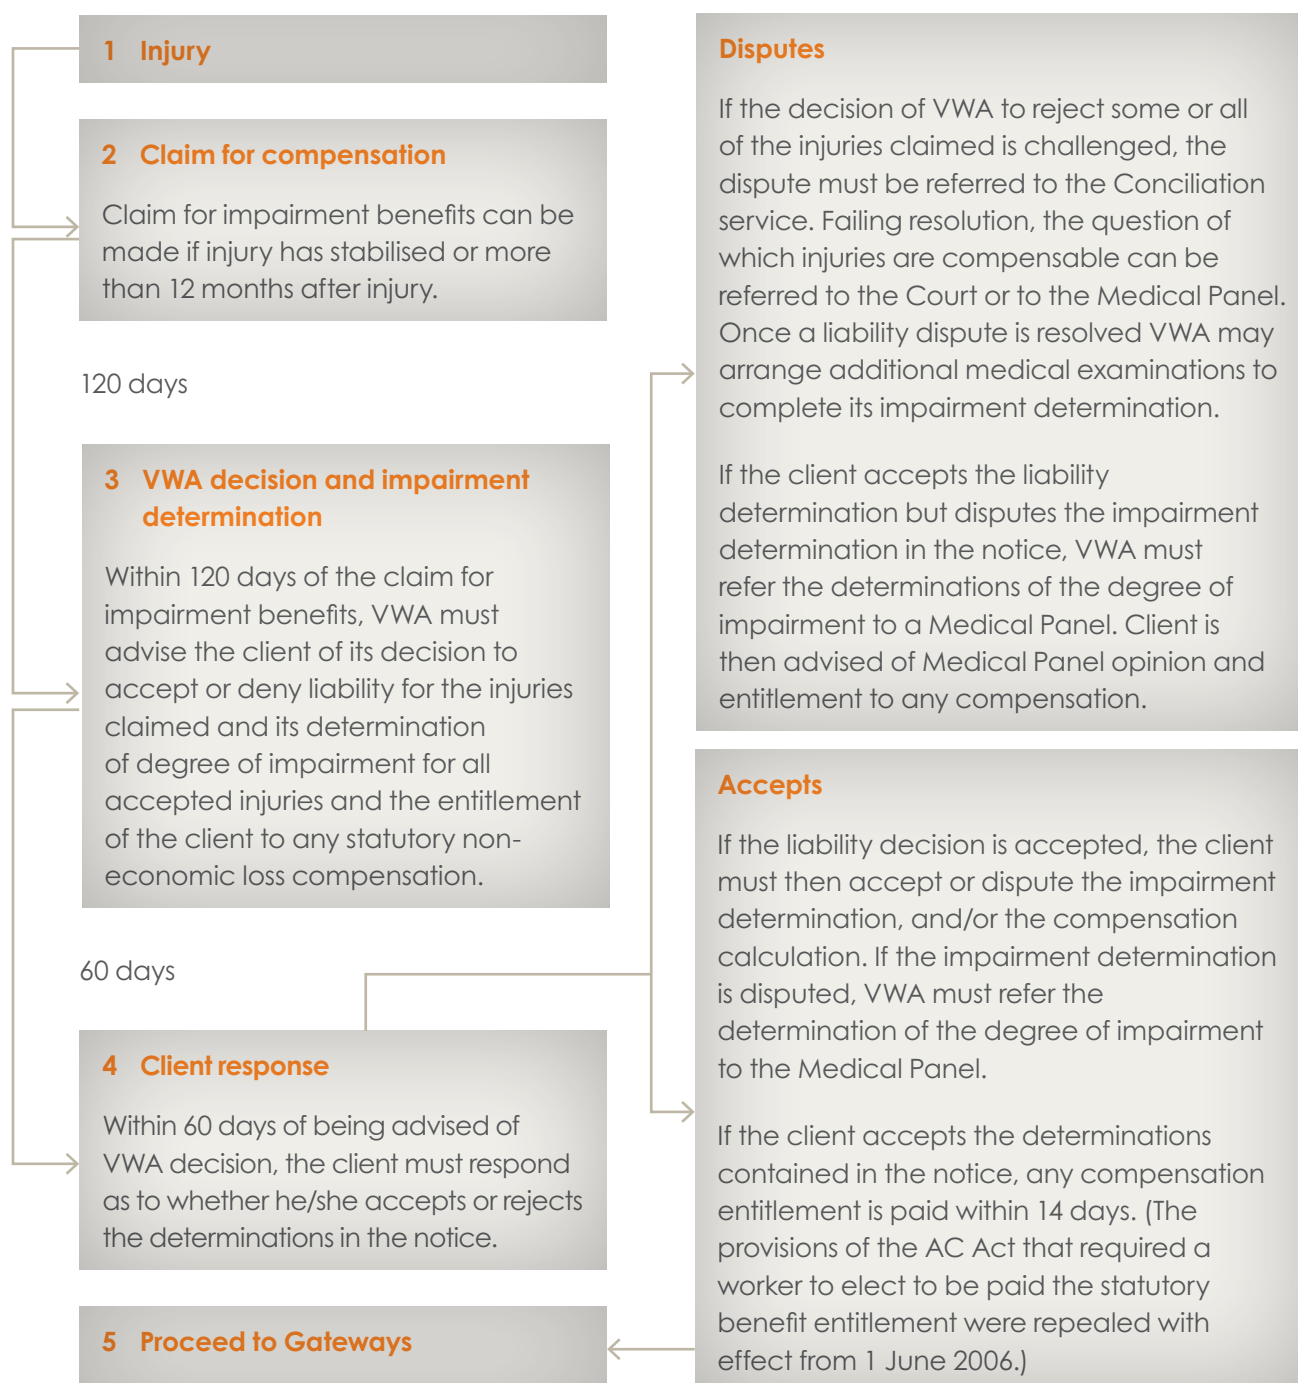 1 Injury
2 Claim for compensation
Claim for impairment benefits can be
made if injury has stabilised or more
than 12 months after injury.
120 days
3 VWA decision and impairment
determination
Within 120 days of the claim for
impairment benefits, VWA must
advise the client of its decision to
accept or deny liability for the injuries
claimed and its determination
of degree of impairment for all
accepted injuries and the entitlement
of the client to any statutory non-
economic loss compensation.
60 days
4 Client response
Within 60 days of being advised of
VWA decision, the client must respond
as to whether he/she accepts or rejects
the determinations in the notice.
5 Proceed to Gateways
Disputes
If the decision of VWA to reject some or all
of the injuries claimed is challenged, the
dispute must be referred to the Conciliation
service. Failing resolution, the question of
which injuries are compensable can be
referred to the Court or to the Medical Panel.
Once a liability dispute is resolved VWA may
arrange additional medical examinations to
complete its impairment determination.
If the client accepts the liability
determination but disputes the impairment
determination in the notice, VWA must
refer the determinations of the degree of
impairment to a Medical Panel. Client is
then advised of Medical Panel opinion and
entitlement to any compensation.
Accepts
If the liability decision is accepted, the client
must then accept or dispute the impairment
determination, and/or the compensation
calculation. If the impairment determination
is disputed, VWA must refer the
determination of the degree of impairment
to the Medical Panel.
If the client accepts the determinations
contained in the notice, any compensation
entitlement is paid within 14 days. (The
provisions of the AC Act that required a
worker to elect to be paid the statutory
benefit entitlement were repealed with
effect from 1 June 2006.)